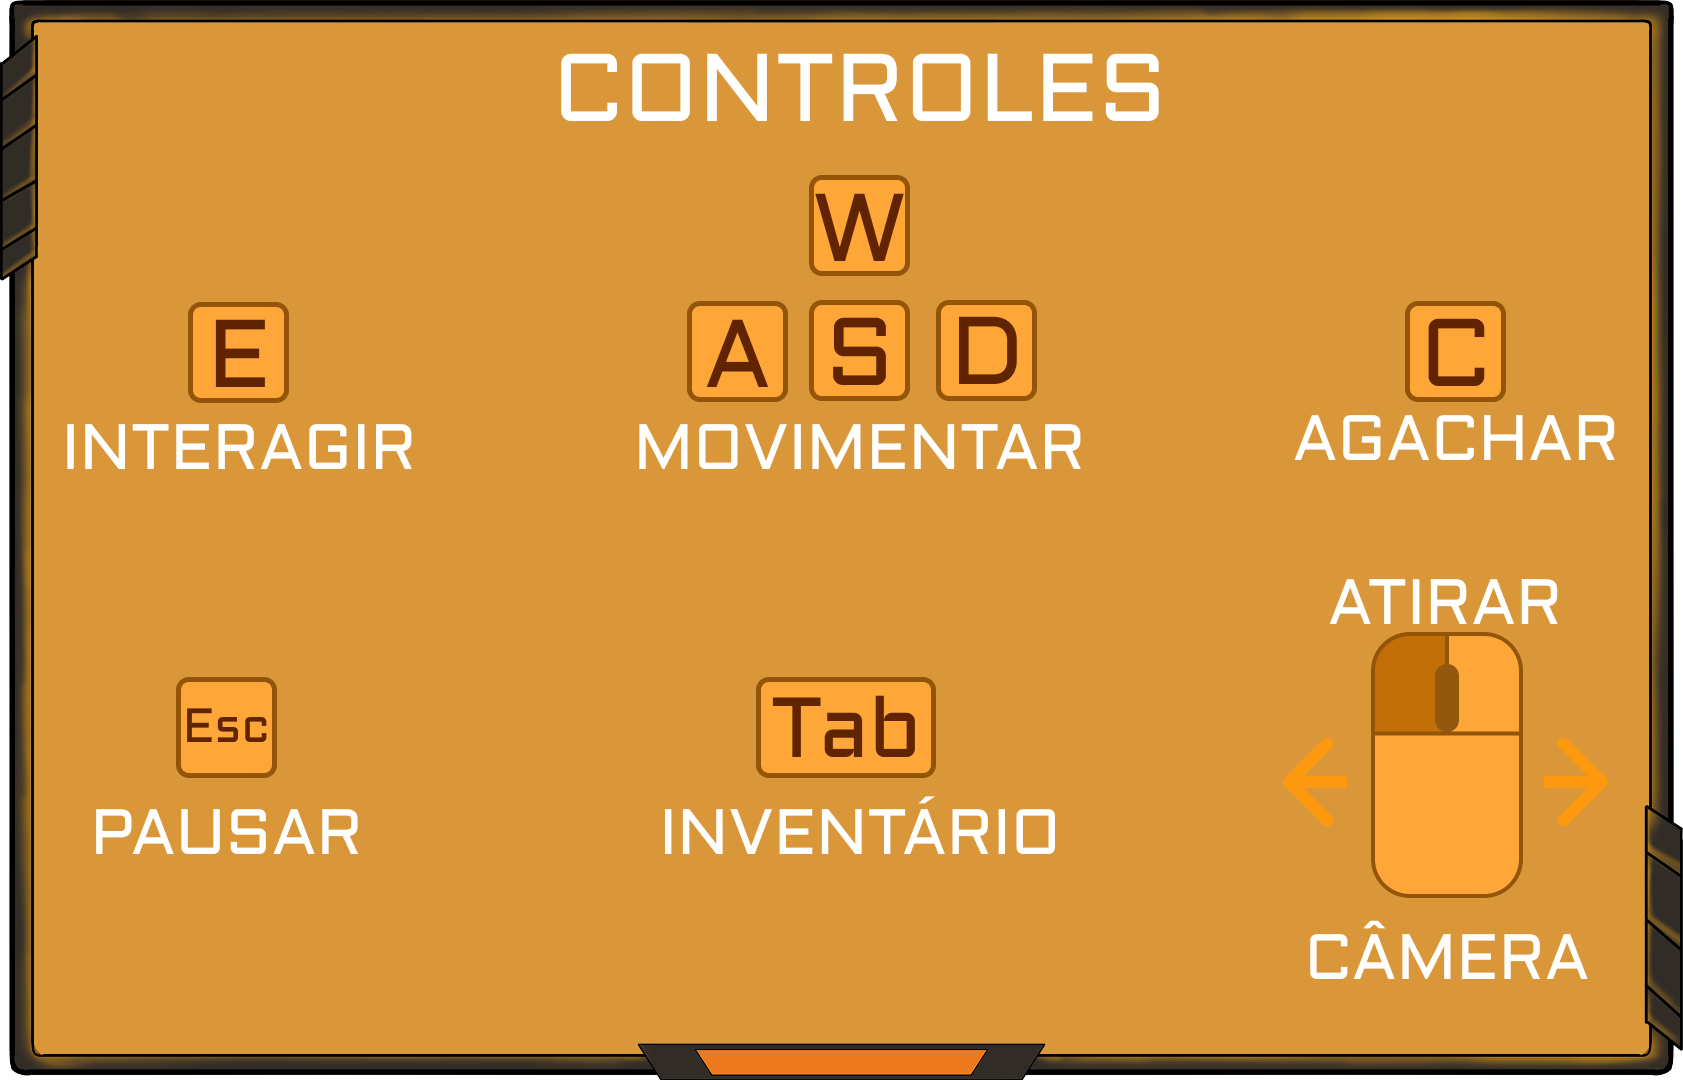 CONTROLES
W
E
A S D
C
INTERAGIR
MOVIMENTAR
AGACHAR
ATIRAR
Esc
Tab
PAUSAR
INVENTÁRIO
CÂMERA